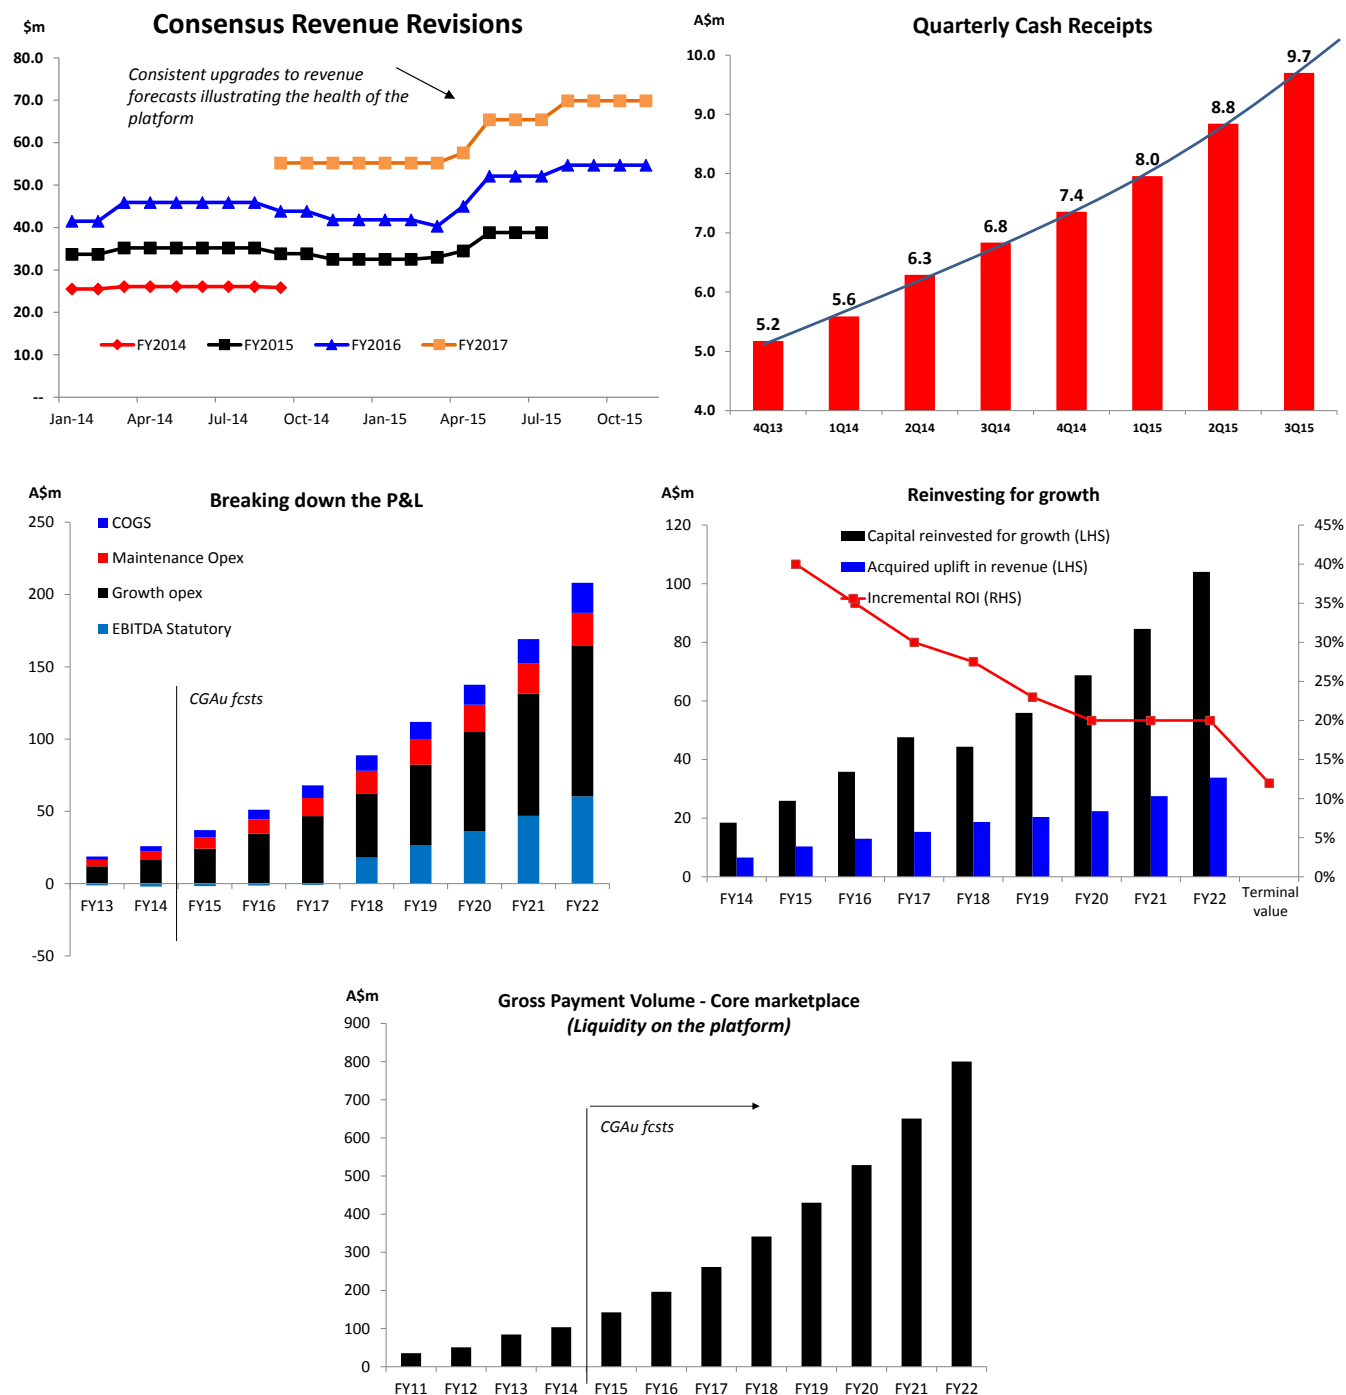 $m
Consensus Revenue Revisions
80.0
70.0
60.0
50.0
40.0
30.0
20.0
10.0
--
Consistent upgrades to revenue
forecasts illustrating the health of the
platform
FY2014 FY2015 FY2016 FY2017
Jan-14 Apr-14 Jul-14 Oct-14 Jan-15 Apr-15 Jul-15 Oct-15
A$m
Quarterly Cash Receipts
10.0
9.0
8.0
7.0
6.0
5.0
4.0
5.2
5.6
6.3
6.8
7.4
8.0
8.8
9.7
4Q13 1Q14 2Q14 3Q14 4Q14 1Q15 2Q15 3Q15
A$m
Breaking down the P&L
250
200
150
100
50
0
-50
COGS
Maintenance Opex
Growth opex
EBITDA Statutory
CGAu fcsts
FY13 FY14 FY15 FY16 FY17 FY18 FY19 FY20 FY21 FY22
A$m
Reinvesting for growth
120
100
80
60
40
20
0
Capital reinvested for growth (LHS)
Acquired uplift in revenue (LHS)
Incremental ROI (RHS)
45%
40%
35%
30%
25%
20%
15%
10%
5%
0%
FY14 FY15 FY16 FY17 FY18 FY19 FY20 FY21 FY22 Terminal
value
A$m
Gross Payment Volume - Core marketplace
(Liquidity on the platform)
900
800
700
600
500
400
300
200
100
0
CGAu fcsts
FY11 FY12 FY13 FY14 FY15 FY16 FY17 FY18 FY19 FY20 FY21 FY22